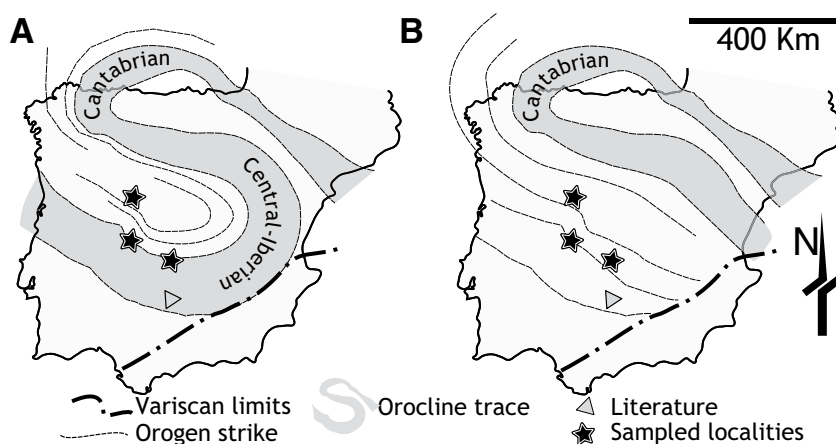 A
B
400 Km
Cantabrian
Cantabrian
Central-Iberian
N
Variscan limits
Orogen strike
Orocline trace
Literature
Sampled localities